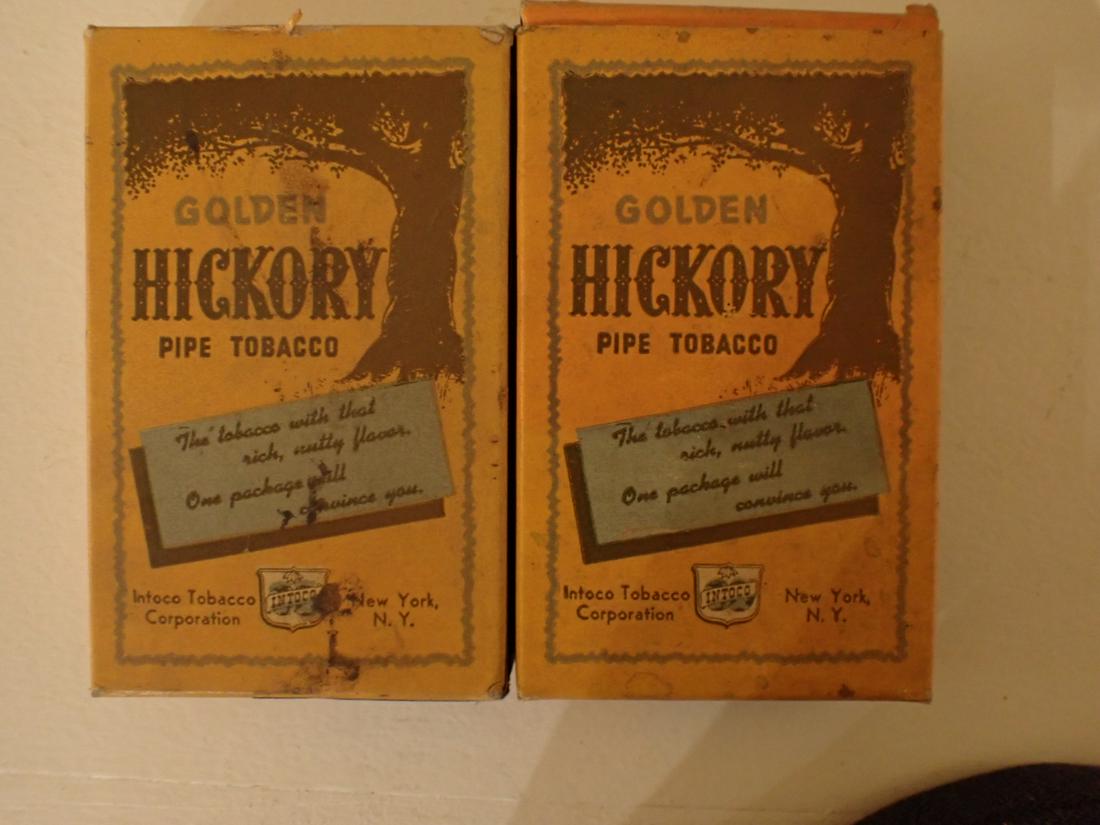 GOLDEN
HICKORY
PIPE TOBACCO
The tobacco with that
rich, nutty flavor.
One package will
convince you.
Intoco Tobacco
Corporation
INTOCO
New York,
N. Y.
GOLDEN
HICKORY
PIPE TOBACCO
The tobacco with that
rich, nutty flavor.
One package will
convince you.
Intoco Tobacco
Corporation
INTOCO
New York,
N. Y.